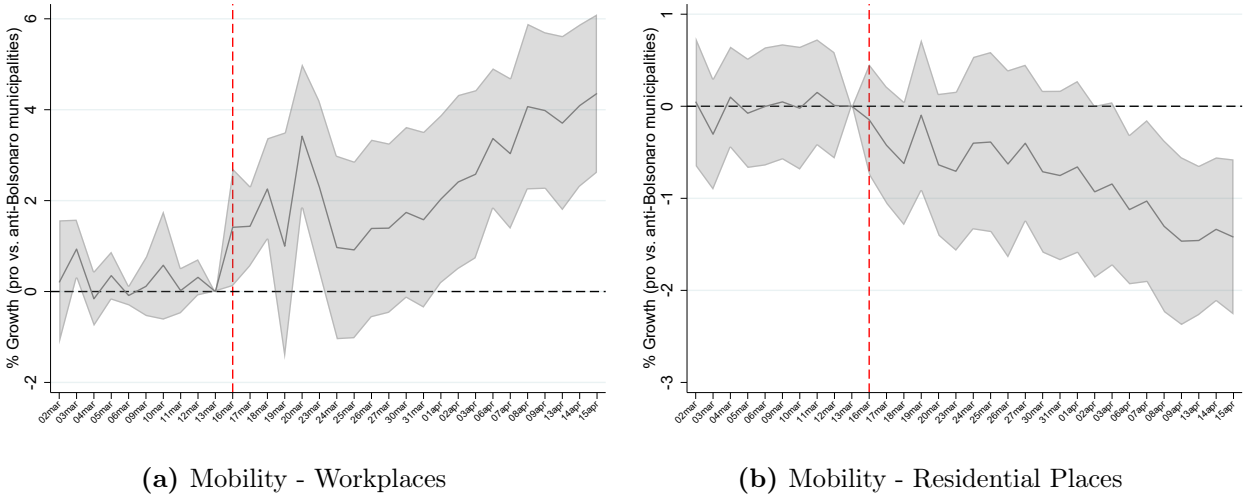 % Growth (pro vs. anti-Bolsonaro municipalities)
6
4
2
0
-2
02mar 03mar 04mar 05mar 06mar 09mar 10mar 11mar 12mar 13mar 16mar 17mar 18mar 19mar 20mar 23mar 24mar 25mar 26mar 27mar 30mar 31mar 01apr 02apr 03apr 06apr 07apr 08apr 09apr 13apr 14apr 15apr
(a) Mobility - Workplaces
% Growth (pro vs. anti-Bolsonaro municipalities)
1
0
-1
-2
-3
02mar 03mar 04mar 05mar 06mar 09mar 10mar 11mar 12mar 13mar 16mar 17mar 18mar 19mar 20mar 23mar 24mar 25mar 26mar 27mar 30mar 31mar 01apr 02apr 03apr 06apr 07apr 08apr 09apr 13apr 14apr 15apr
(b) Mobility - Residential Places